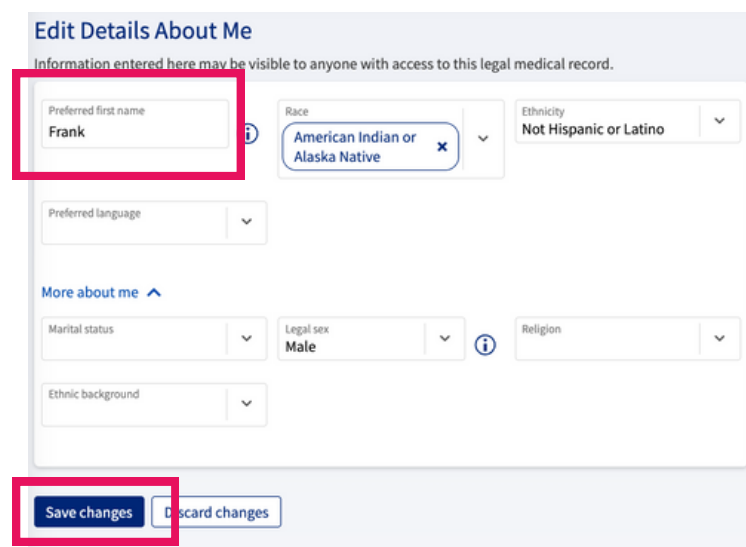 Edit Details About Me
Information entered here may be visible to anyone with access to this legal medical record.
Preferred first name
Frank
Race
American Indian or
Alaska Native
Ethnicity
Not Hispanic or Latino
Preferred language
More about me
Marital status
Legal sex
Male
Religion
Ethnic background
Save changes
Discard changes